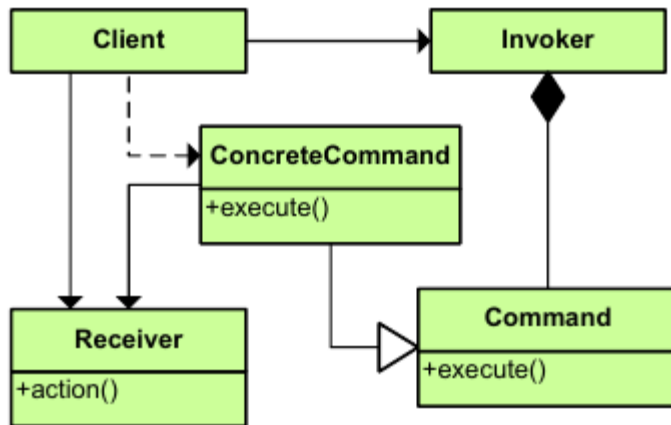 Client
Invoker
ConcreteCommand
+execute()
Receiver
+action()
Command
+execute()